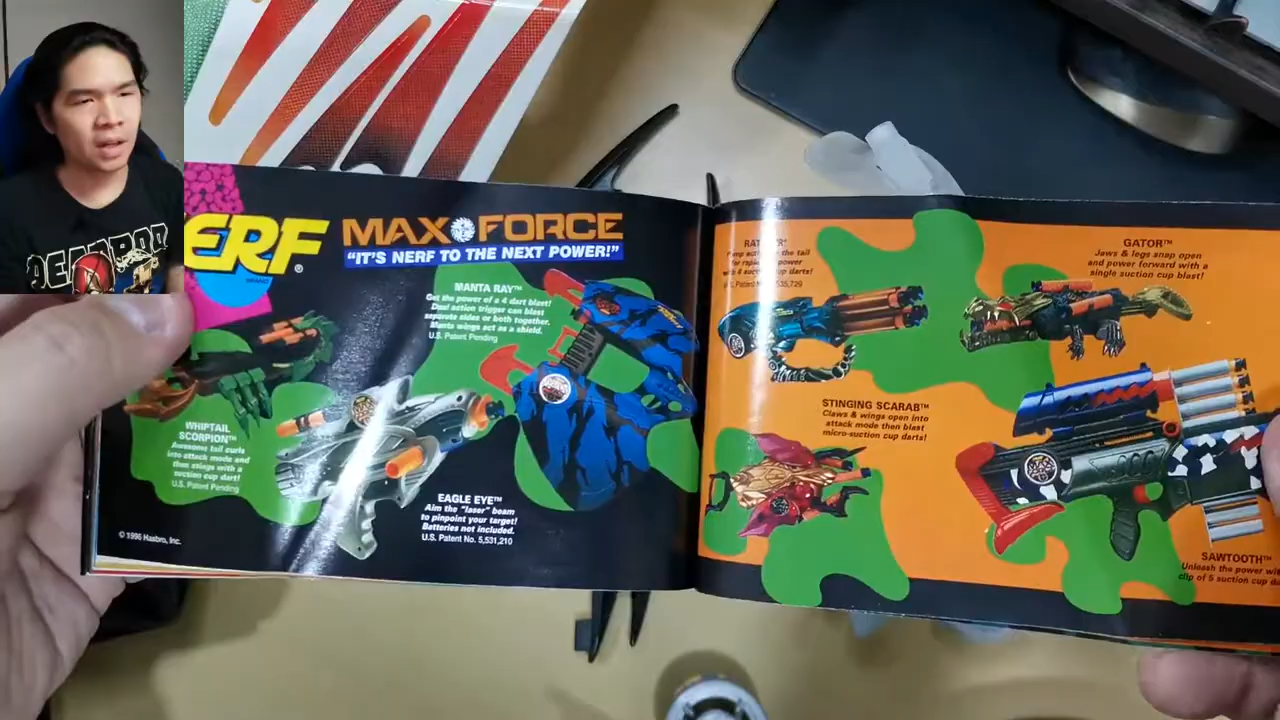 DEADPOOL
ERF®
BRAND
MAX FORCE
"IT'S NERF TO THE NEXT POWER!"
MANTA RAY™
Get the power of a 4 dart blast!
Dual action trigger can blast
separate sides or both together.
Manta wings act as a shield.
U.S. Patent Pending
WHIPTAIL
SCORPION™
Awesome tail curls
into attack mode and
then stings with a
suction cup dart!
U.S. Patent Pending
EAGLE EYE™
Aim the "laser" beam
to pinpoint your target!
Batteries not included.
U.S. Patent No. 5,531,210
© 1996 Hasbro, Inc.
the tail
for
with 4 cup darts!
U.S. Patent 535,729
GATOR™
Jaws & legs snap open
and power forward with a
single suction cup blast!
STINGING SCARAB™
Claws & wings open into
attack mode then blast
micro-suction cup darts!
SAWTOOTH™
Unleash the power
clip of 5 suction cup